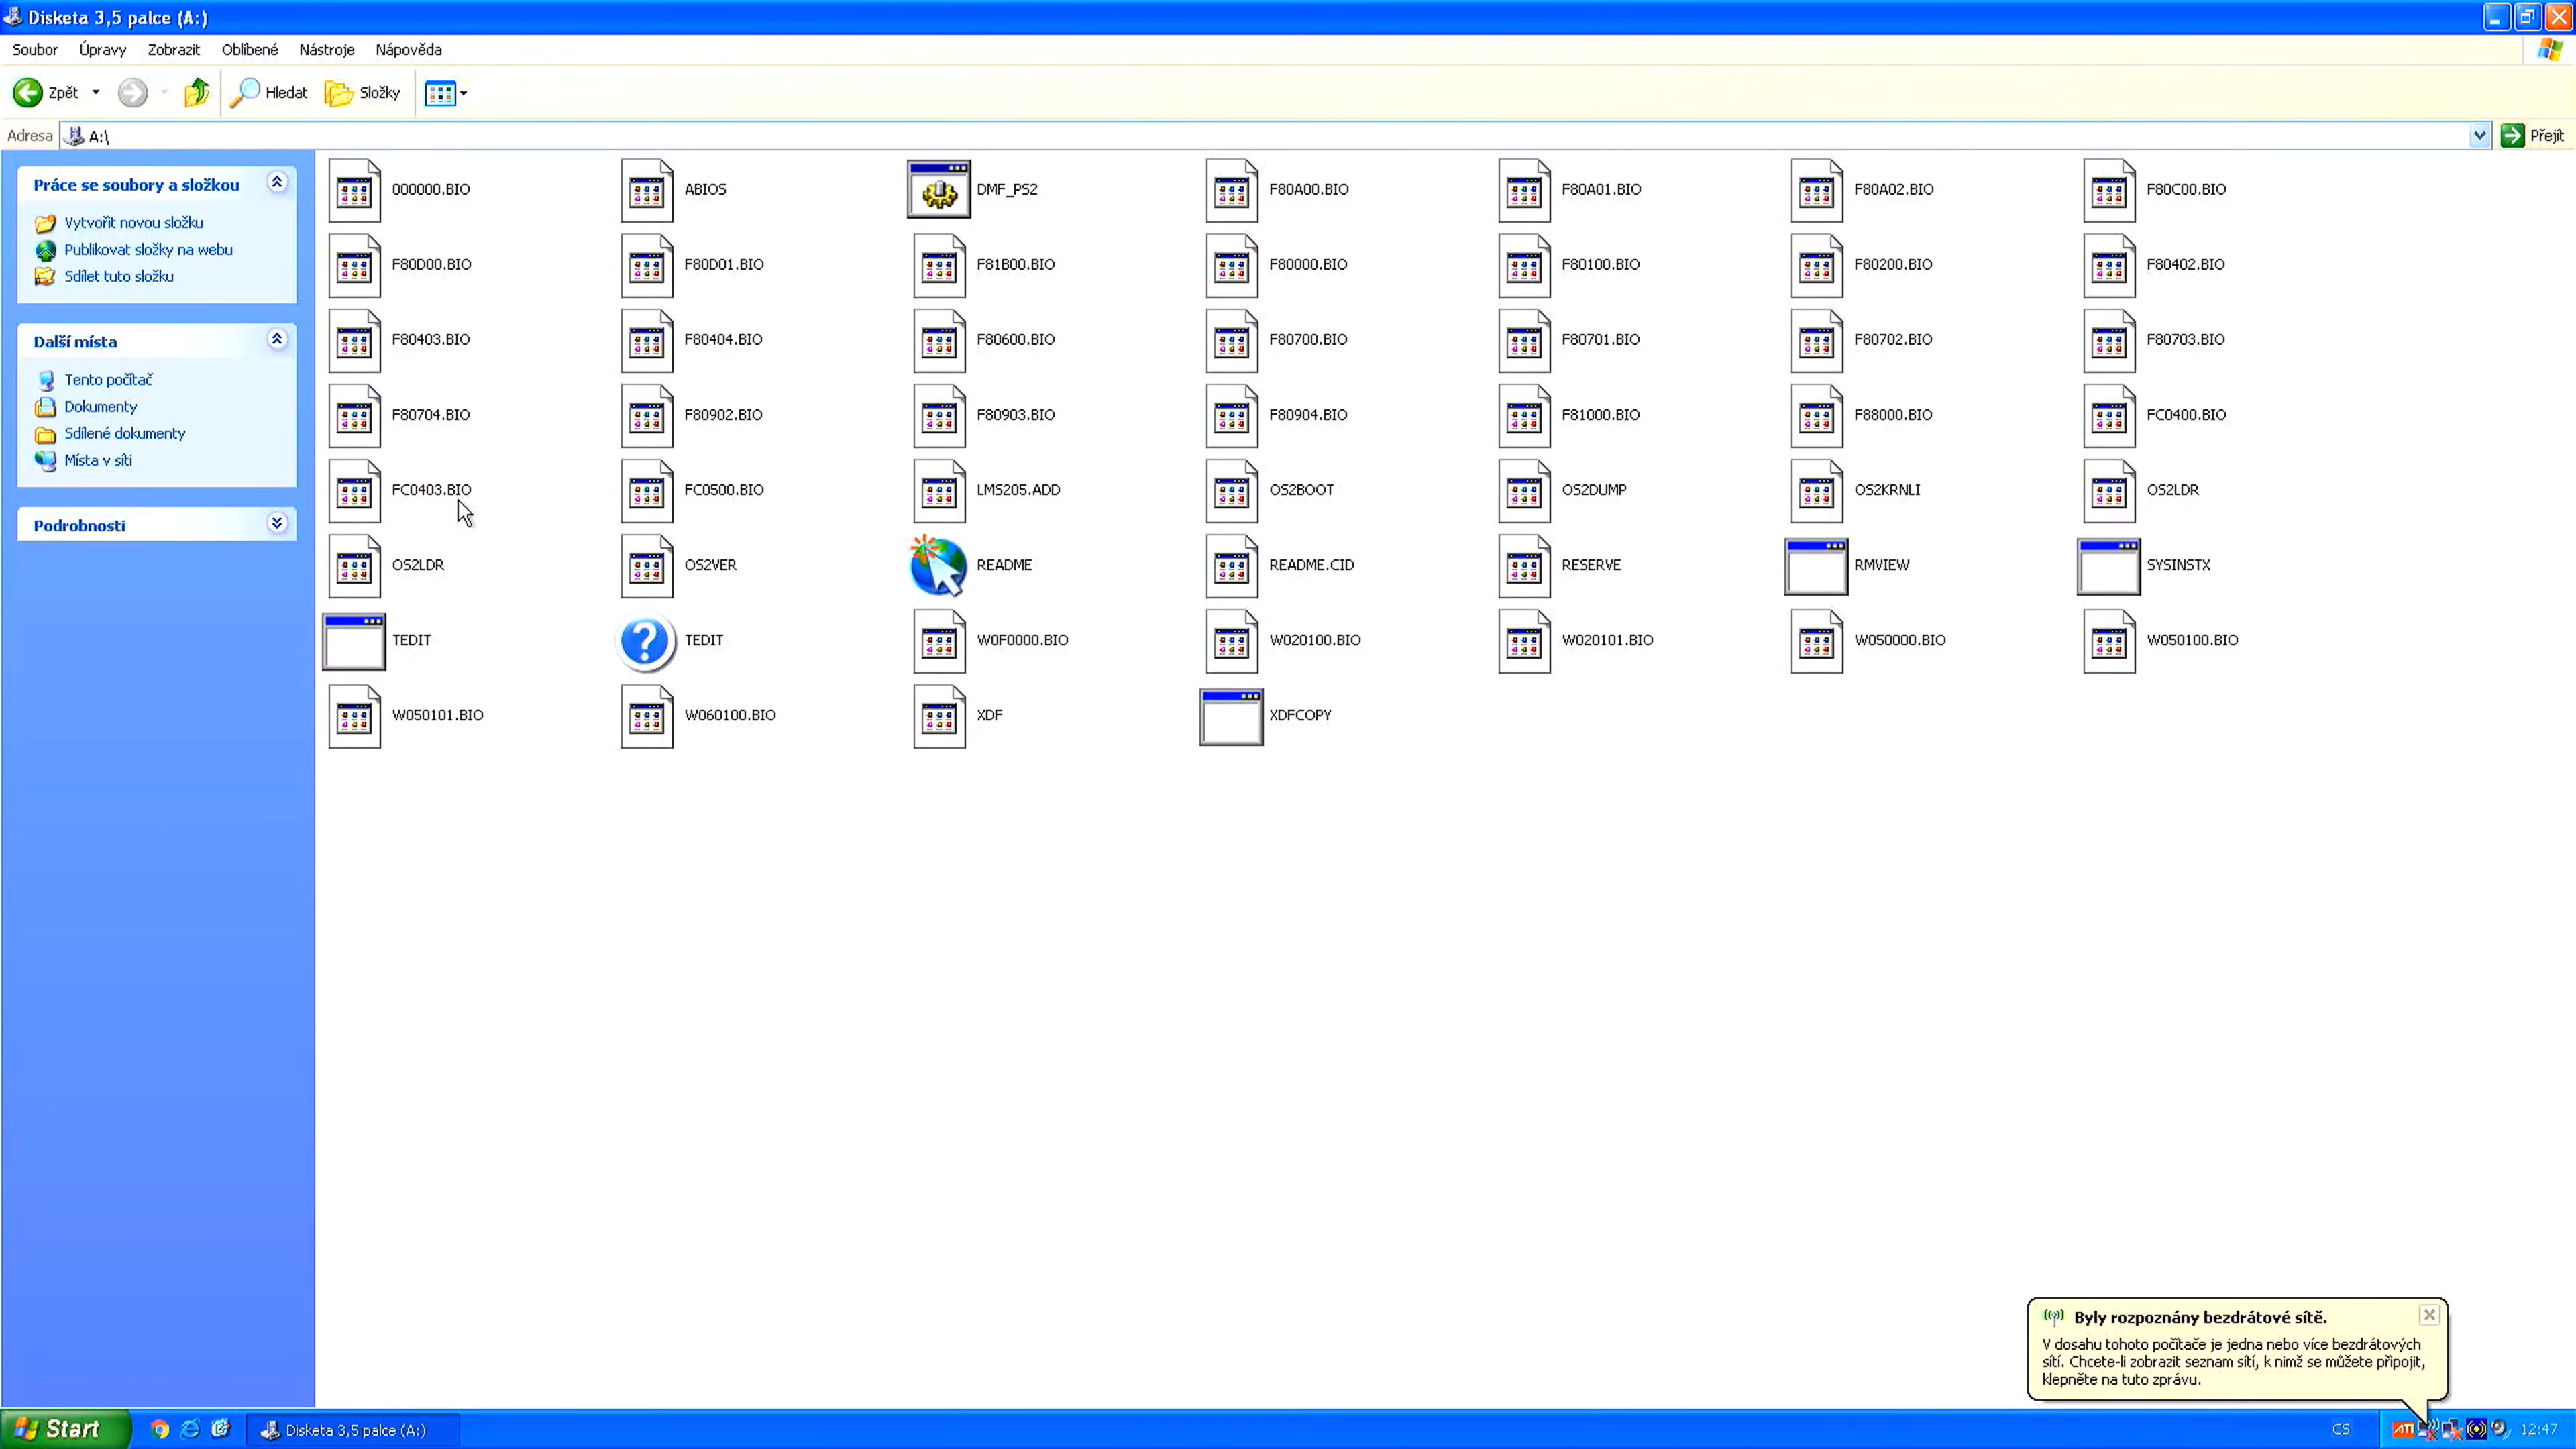 Disketa 3,5 palce (A:)
Soubor Úpravy Zobrazit Oblíbené Nástroje Nápověda
Zpět Hledat Složky
Adresa A:\ Přejít
Práce se soubory a složkou
Vytvořit novou složku
Publikovat složky na webu
Sdílet tuto složku
Další místa
Tento počítač
Dokumenty
Sdílené dokumenty
Místa v síti
Podrobnosti
000000.BIO ABIOS DMF_PS2 F80A00.BIO F80A01.BIO F80A02.BIO F80C00.BIO
F80D00.BIO F80D01.BIO F81B00.BIO F80000.BIO F80100.BIO F80200.BIO F80402.BIO
F80403.BIO F80404.BIO F80600.BIO F80700.BIO F80701.BIO F80702.BIO F80703.BIO
F80704.BIO F80902.BIO F80903.BIO F80904.BIO F81000.BIO F88000.BIO FC0400.BIO
FC0403.BIO FC0500.BIO LMS205.ADD OS2BOOT OS2DUMP OS2KRNLI OS2LDR
OS2LDR OS2VER README README.CID RESERVE RMVIEW SYSINSTX
TEDIT TEDIT W0F0000.BIO W020100.BIO W020101.BIO W050000.BIO W050100.BIO
W050101.BIO W060100.BIO XDF XDFCOPY
Byly rozpoznány bezdrátové sítě.
V dosahu tohoto počítače je jedna nebo více bezdrátových
sítí. Chcete-li zobrazit seznam sítí, k nimž se můžete připojit,
klepněte na tuto zprávu.
Start Disketa 3,5 palce (A:) CS ATI 12:47